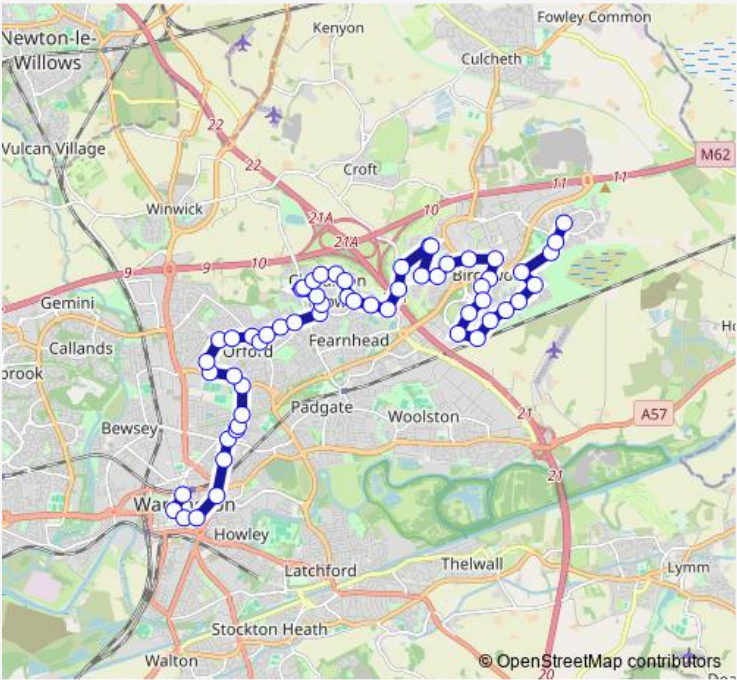 Fowley Common
Kenyon
Newton-le-
Willows
Culcheth
22
Vulcan Village
M62
22
Croft
11
11
10
Winwick
21A
21A
9
9
10
Gemini
Callands
Orford
Fearnhead
Padgate
Woolston
21
A57
Bewsey
21
Howley
Thelwall
Latchford
Lymm
Stockton Heath
Walton
20
© OpenStreetMap contributors